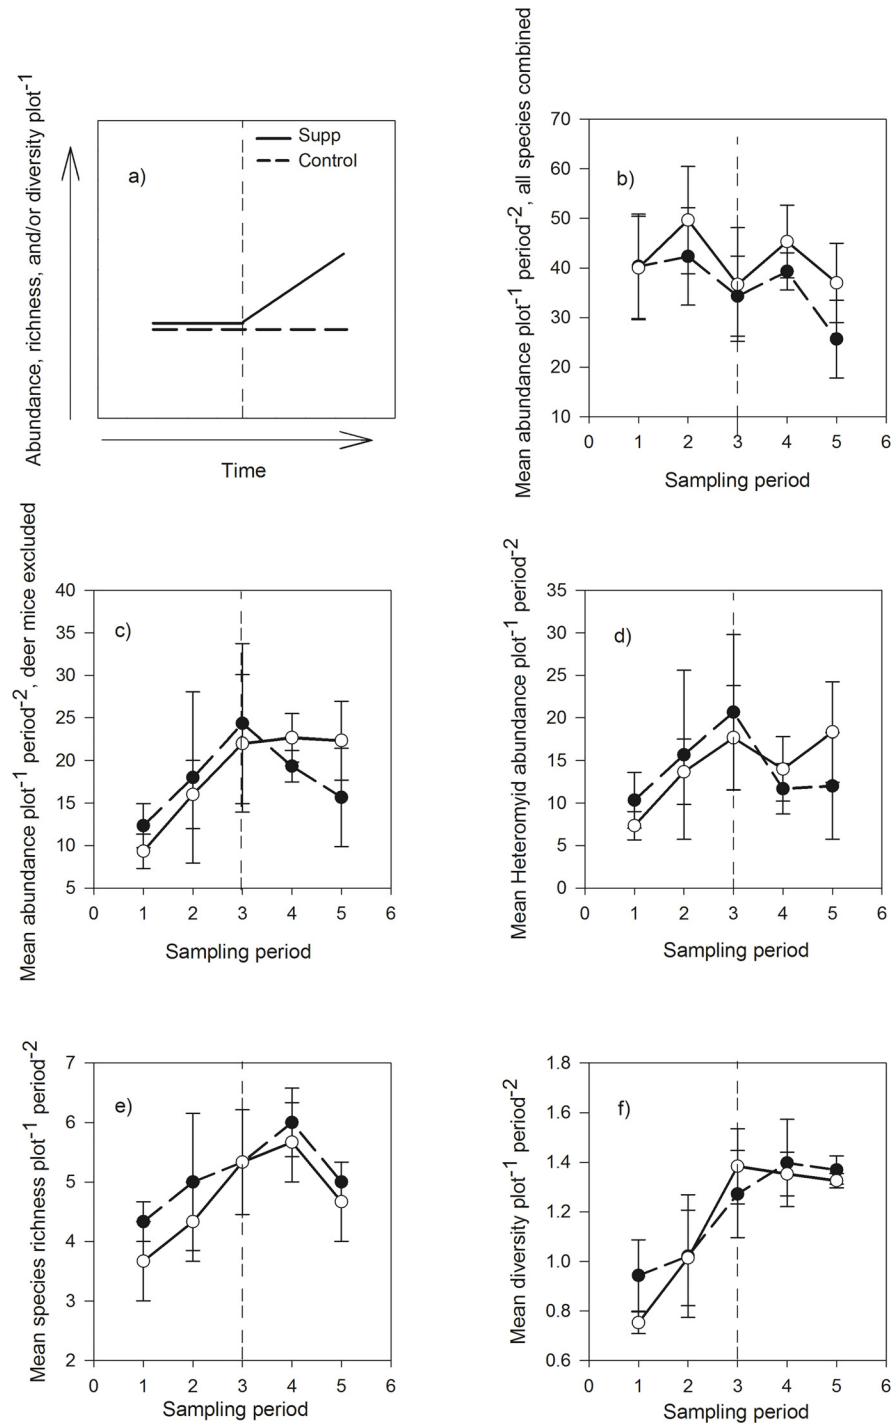 Abundance, richness, and/or diversity plot-1
a)
Supp
Control
Time
Mean abundance plot-1 period-2, all species combined
b)
70
60
50
40
30
20
10
0 1 2 3 4 5 6
Sampling period
Mean abundance plot-1 period-2, deer mice excluded
c)
40
35
30
25
20
15
10
5
0 1 2 3 4 5 6
Sampling period
Mean Heteromyid abundance plot-1 period-2
d)
35
30
25
20
15
10
5
0
0 1 2 3 4 5 6
Sampling period
Mean species richness plot-1 period-2
e)
7
6
5
4
3
2
0 1 2 3 4 5 6
Sampling period
Mean diversity plot-1 period-2
f)
1.8
1.6
1.4
1.2
1.0
0.8
0.6
0 1 2 3 4 5 6
Sampling period